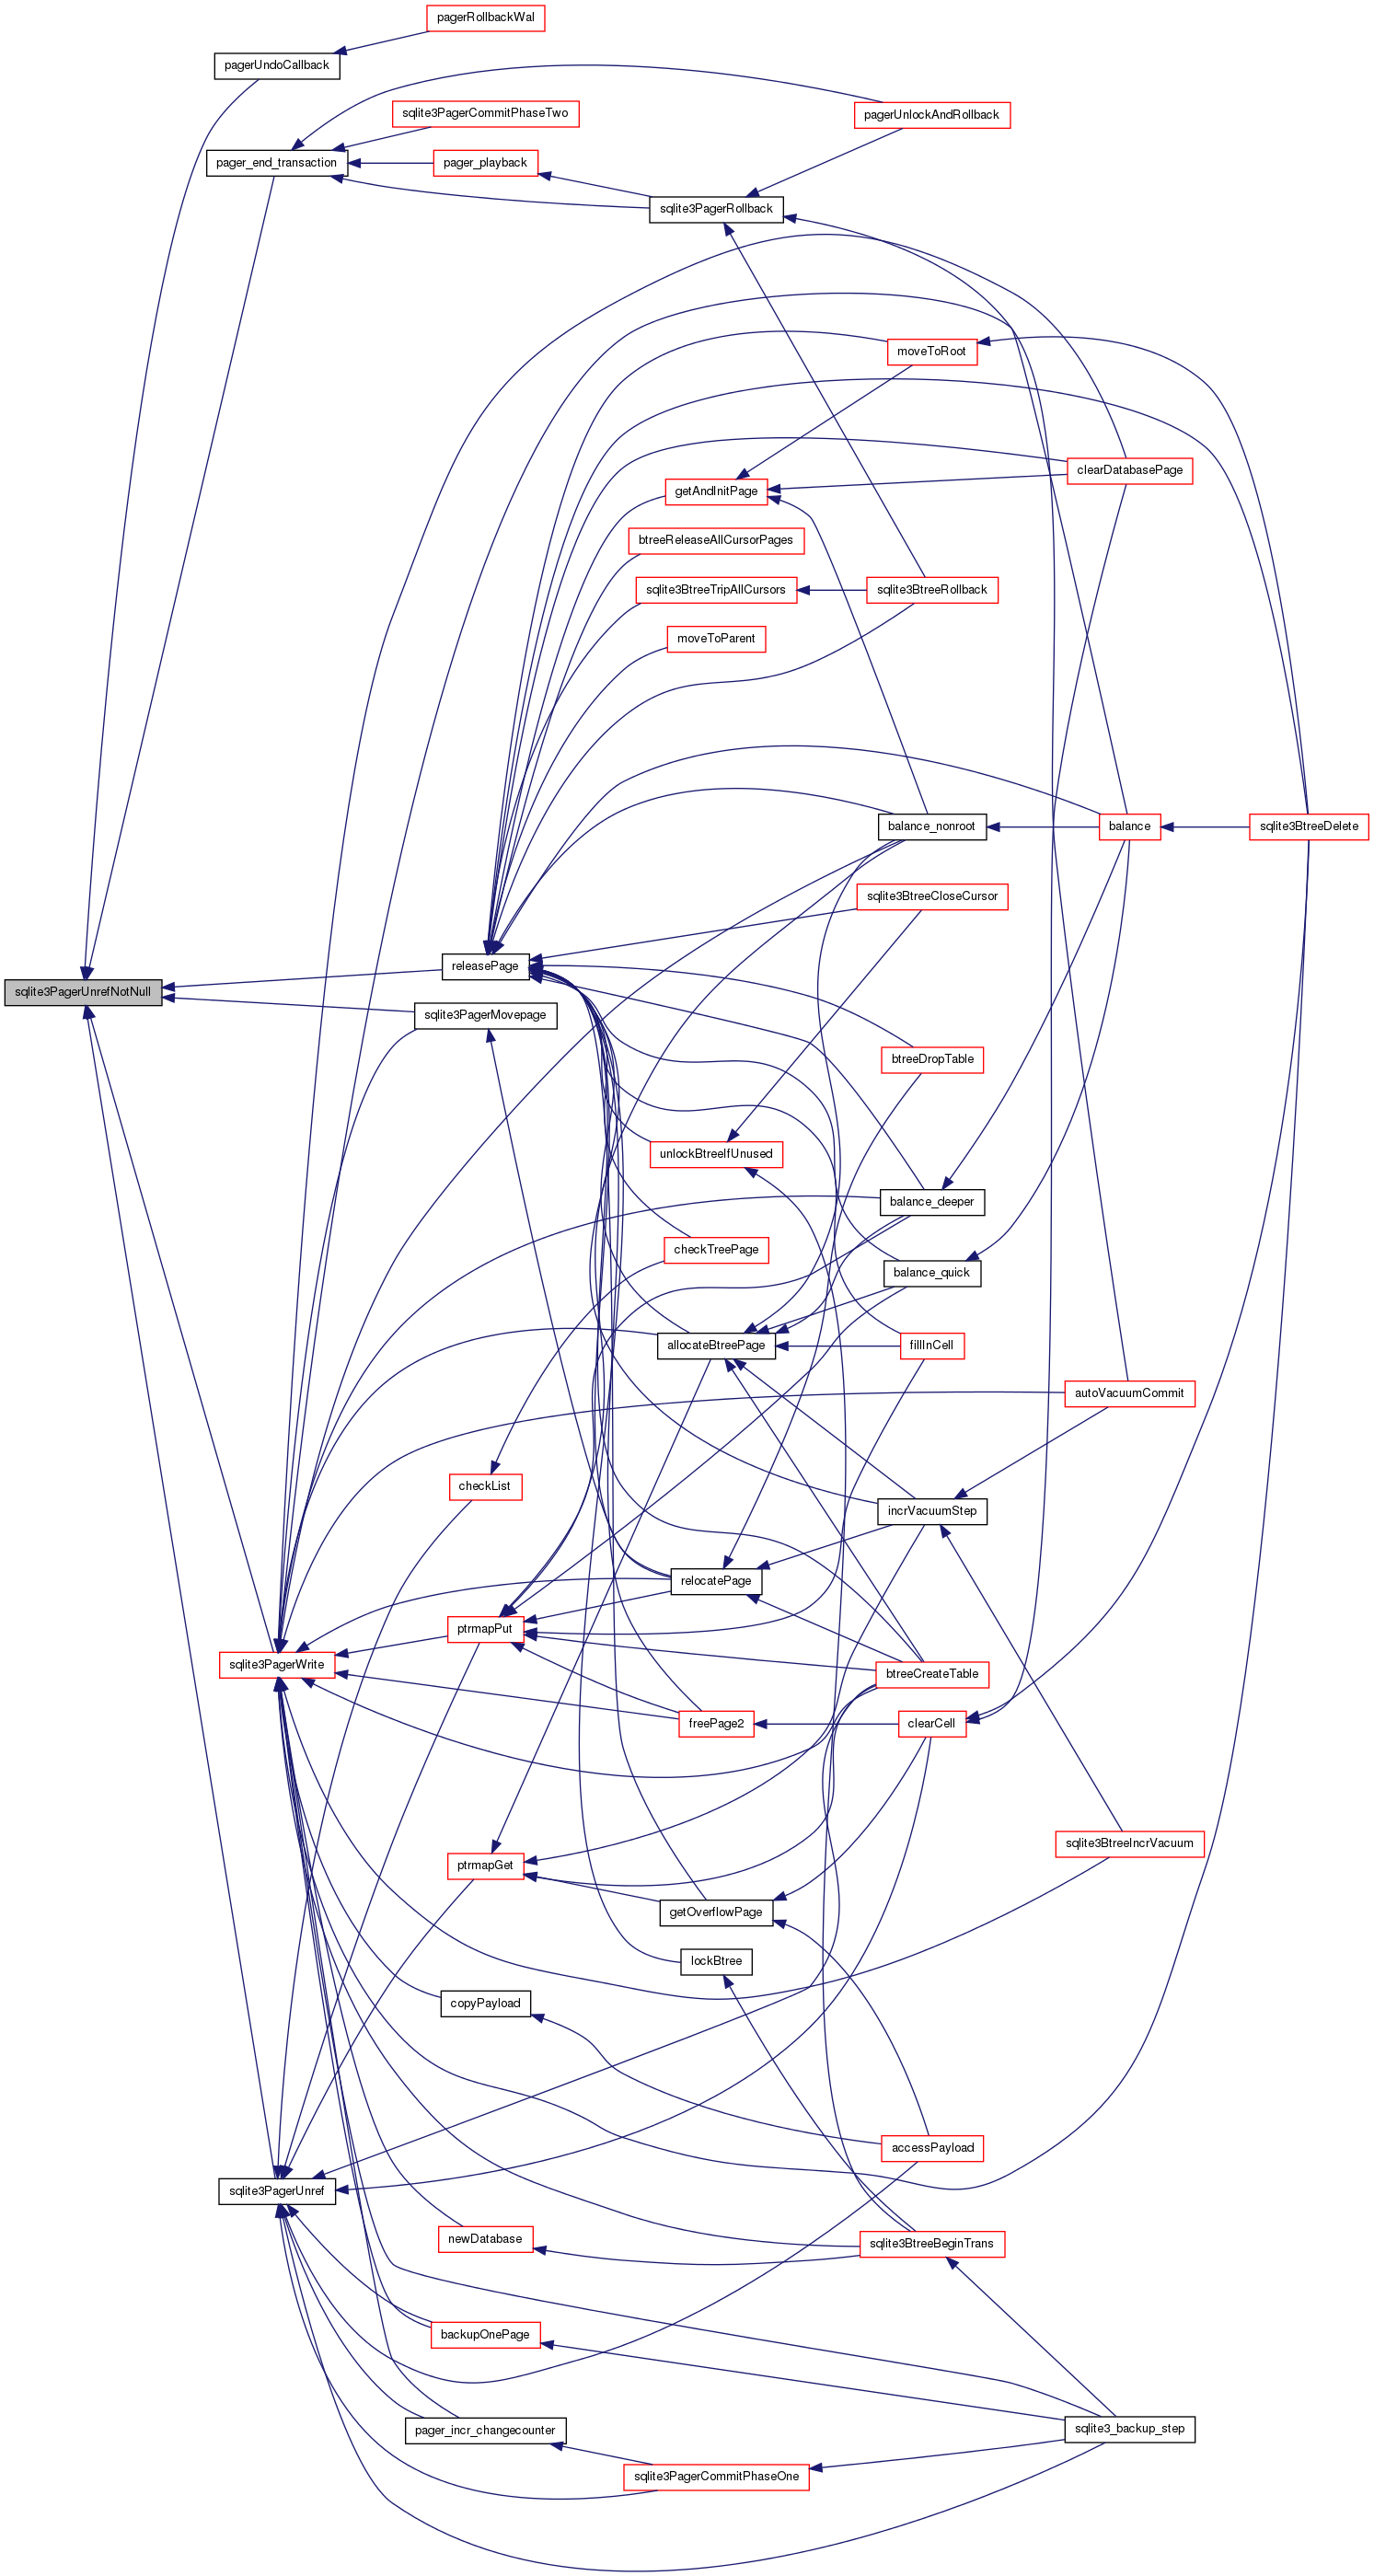 pagerRollbackWal
pagerUndoCallback
sqlite3PagerCommitPhaseTwo
pagerUnlockAndRollback
pager_end_transaction
pager_playback
sqlite3PagerRollback
moveToRoot
clearDatabasePage
getAndInitPage
btreeReleaseAllCursorPages
sqlite3BtreeTripAllCursors
sqlite3BtreeRollback
moveToParent
balance_nonroot
balance
sqlite3BtreeDelete
sqlite3BtreeCloseCursor
releasePage
sqlite3PagerUnrefNotNull
sqlite3PagerMovepage
btreeDropTable
unlockBtreeIfUnused
balance_deeper
checkTreePage
balance_quick
allocateBtreePage
fillInCell
autoVacuumCommit
checkList
incrVacuumStep
relocatePage
ptrmapPut
sqlite3PagerWrite
btreeCreateTable
freePage2
clearCell
sqlite3BtreeIncrVacuum
ptrmapGet
getOverflowPage
lockBtree
copyPayload
accessPayload
sqlite3PagerUnref
newDatabase
sqlite3BtreeBeginTrans
backupOnePage
pager_incr_changecounter
sqlite3_backup_step
sqlite3PagerCommitPhaseOne